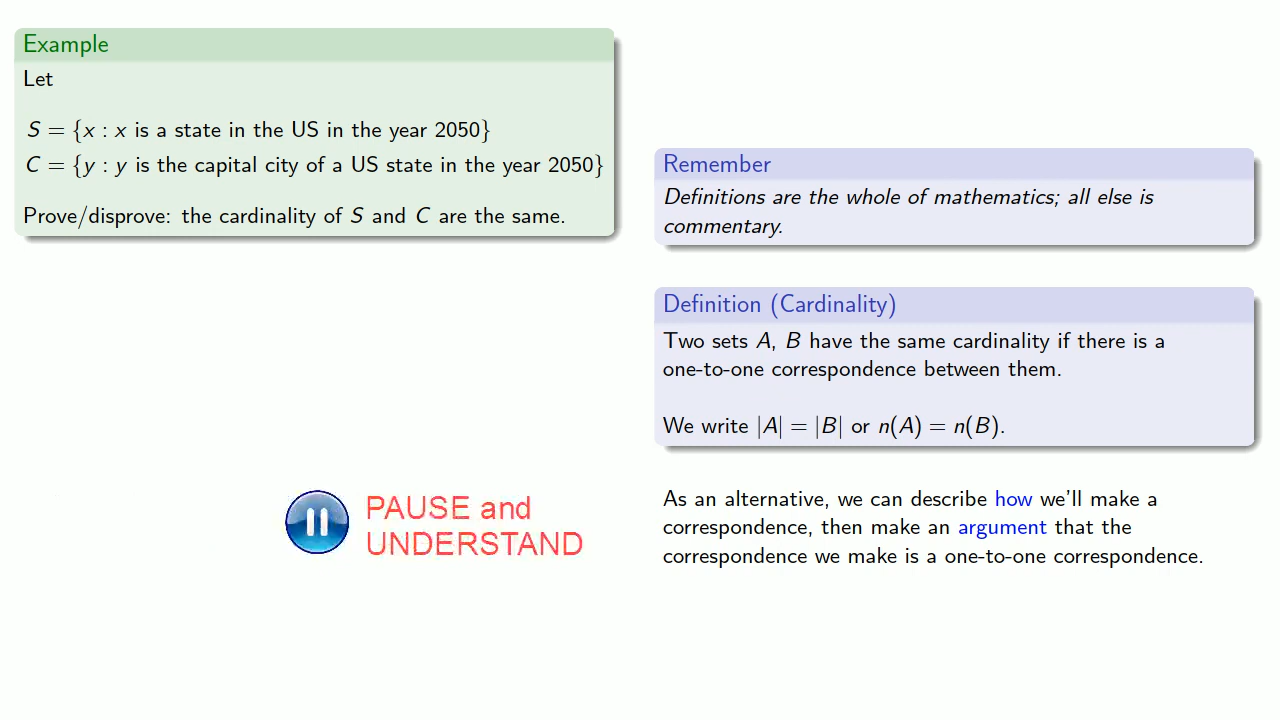 Example
Let
S = {x : x is a state in the US in the year 2050}
C = {y : y is the capital city of a US state in the year 2050}
Prove/disprove: the cardinality of S and C are the same.
Remember
Definitions are the whole of mathematics; all else is
commentary.
Definition (Cardinality)
Two sets A, B have the same cardinality if there is a
one-to-one correspondence between them.
We write |A| = |B| or n(A) = n(B).
As an alternative, we can describe how we'll make a
correspondence, then make an argument that the
correspondence we make is a one-to-one correspondence.
PAUSE and
UNDERSTAND